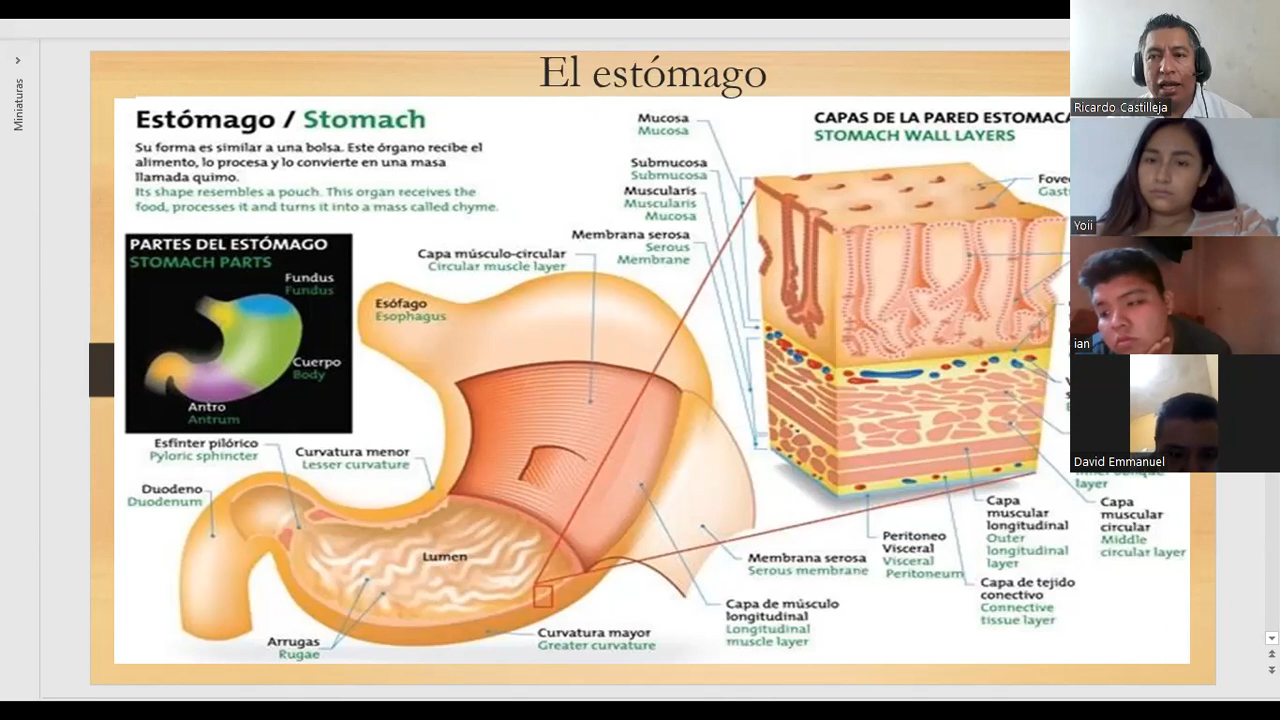 Miniaturas
El estómago
Estómago / Stomach
Su forma es similar a una bolsa. Este órgano recibe el
alimento, lo procesa y lo convierte en una masa
llamada quimo.
Its shape resembles a pouch. This organ receives the
food, processes it and turns it into a mass called chyme.
PARTES DEL ESTÓMAGO
STOMACH PARTS
Fundus
Fundus
Cuerpo
Body
Antro
Antrum
Esófago
Esophagus
Capa músculo-circular
Circular muscle layer
Esfínter pilórico
Pyloric sphincter
Curvatura menor
Lesser curvature
Duodeno
Duodenum
Lumen
Arrugas
Rugae
Curvatura mayor
Greater curvature
Capa de músculo
longitudinal
Longitudinal
muscle layer
Membrana serosa
Serous membrane
Mucosa
Mucosa
Submucosa
Submucosa
Muscularis
Muscularis
Mucosa
Membrana serosa
Serous
Membrane
CAPAS DE LA PARED ESTOMACA
STOMACH WALL LAYERS
Fove
Gast
Peritoneo
Visceral
Visceral
Peritoneum
Capa
muscular
longitudinal
Outer
longitudinal
layer
Capa de tejido
conectivo
Connective
tissue layer
layer
Capa
muscular
circular
Middle
circular layer
Ricardo Castilleja
Yoii
ian
David Emmanuel